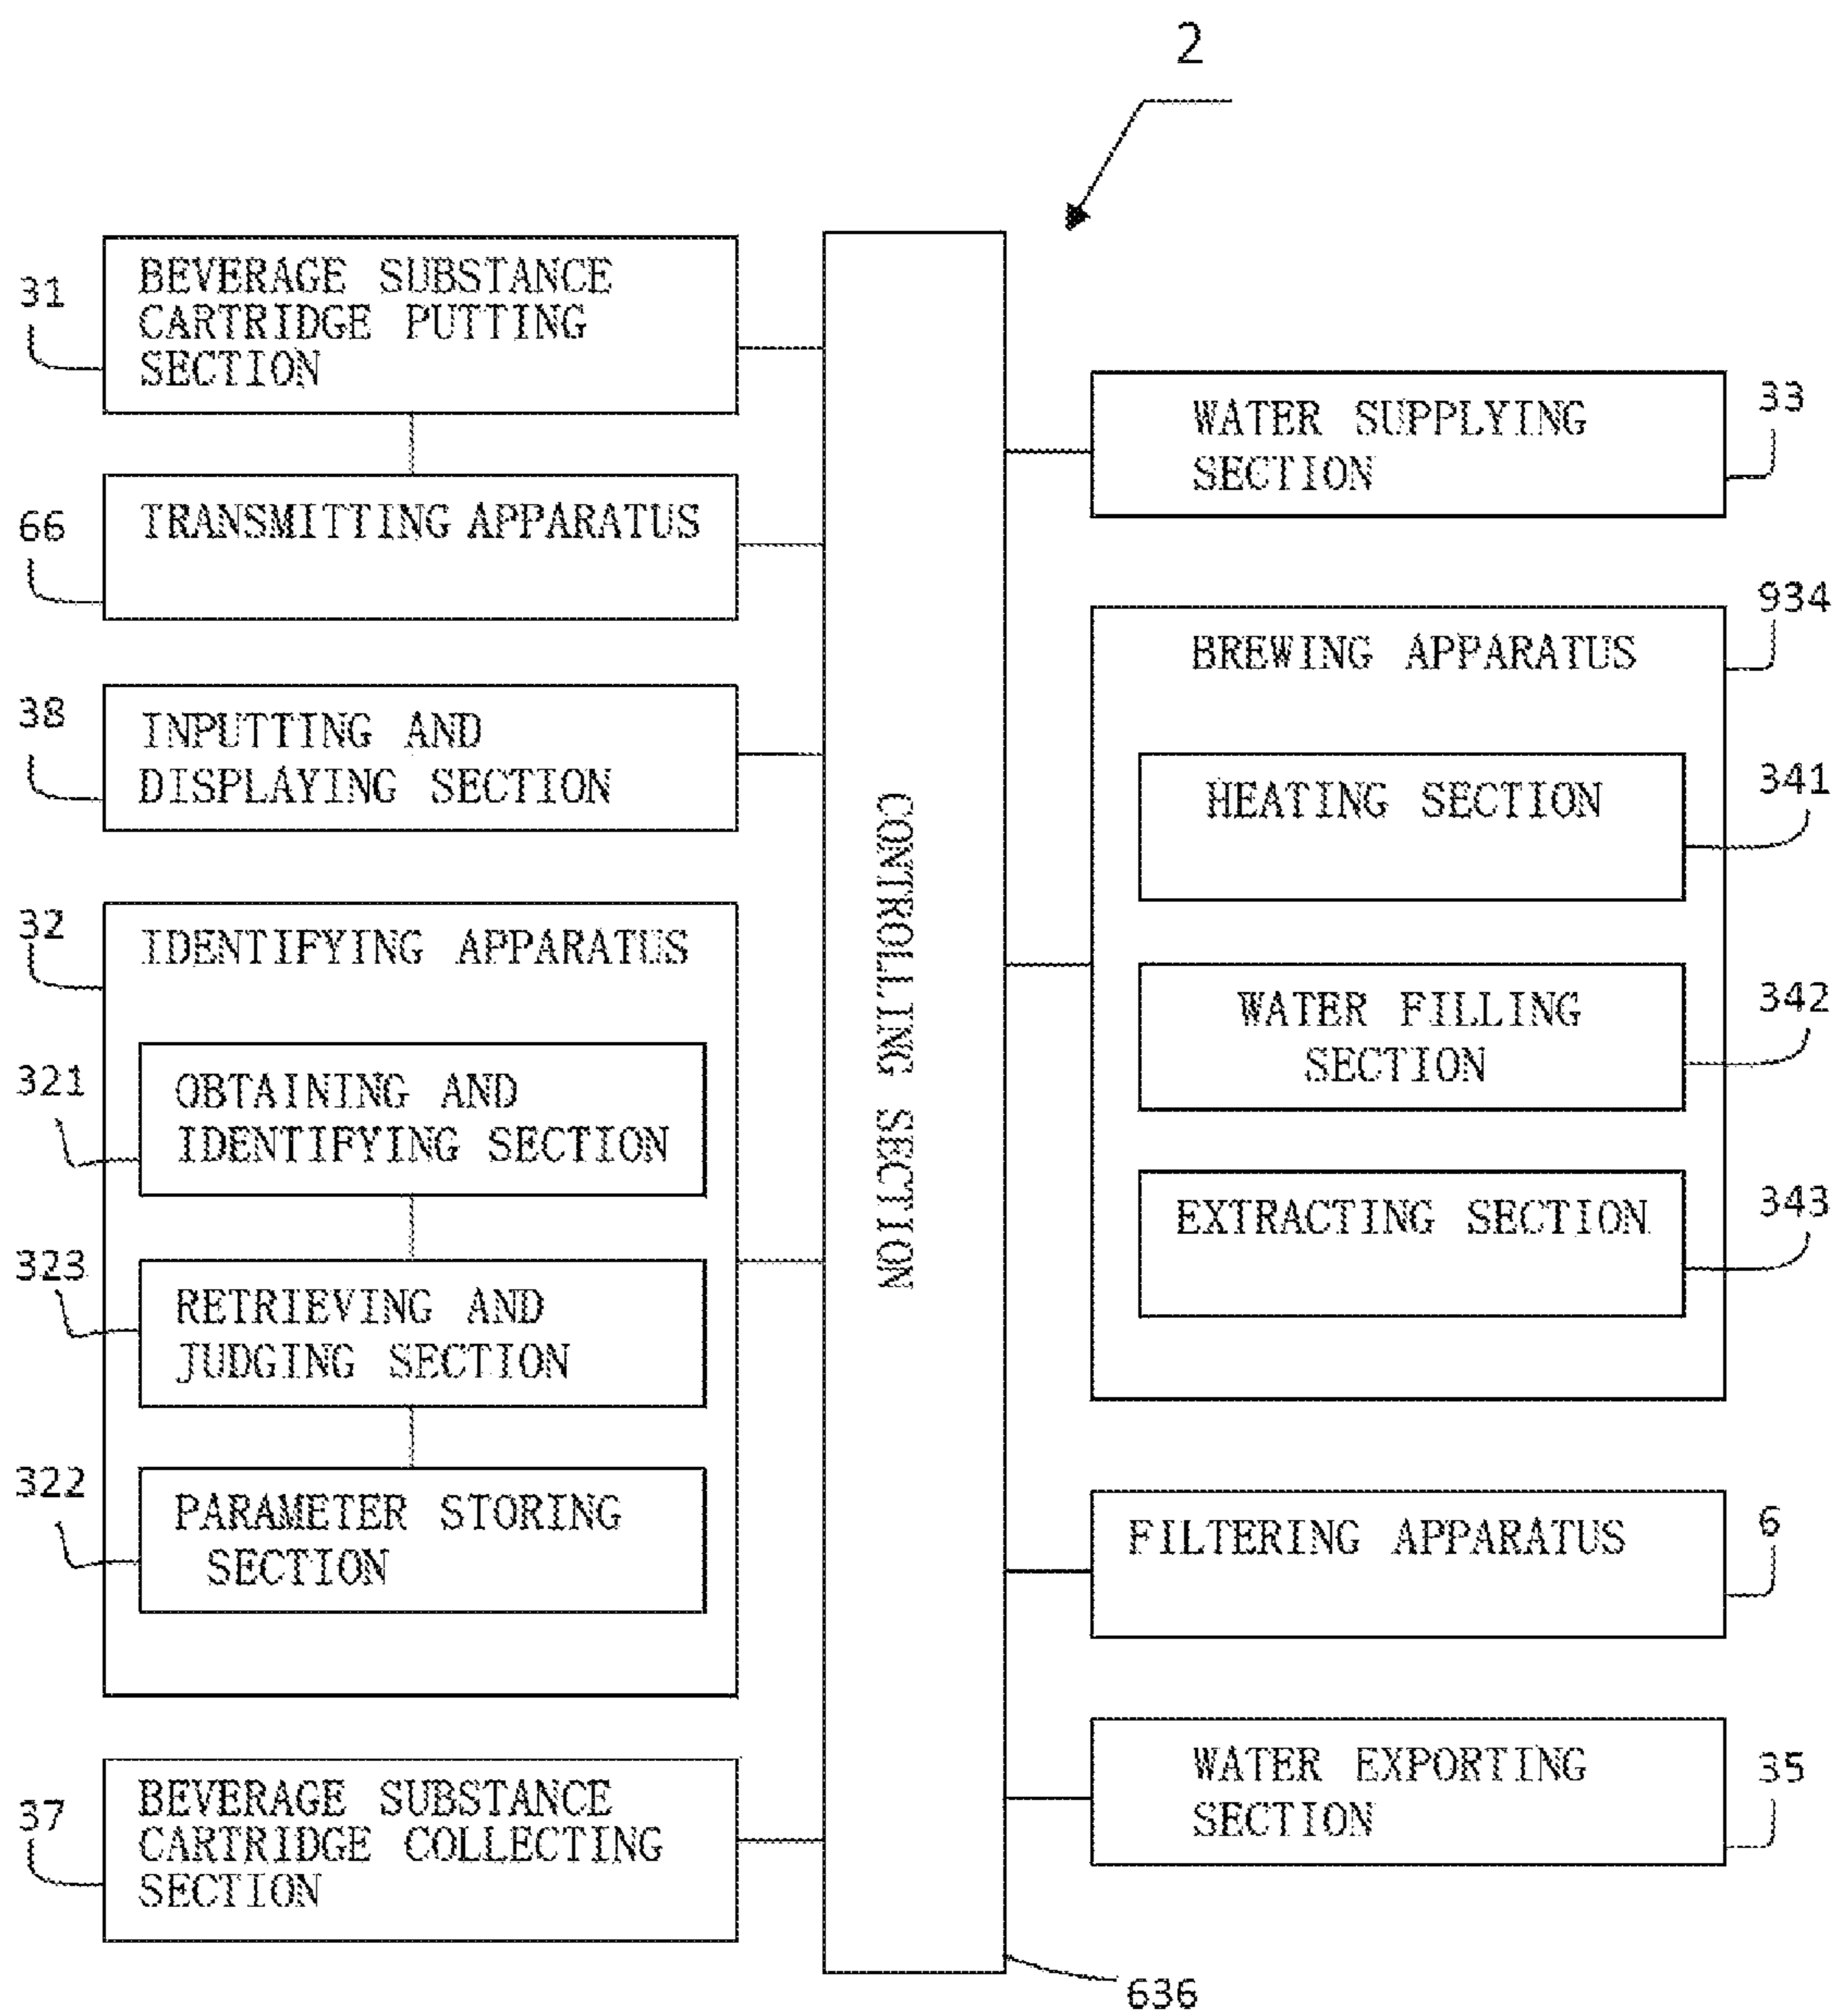 2
31
BEVERAGE SUBSTANCE
CARTRIDGE PUTTING
SECTION
66
TRANSMITTING APPARATUS
38
INPUTTING AND
DISPLAYING SECTION
32
IDENTIFYING APPARATUS
321
OBTAINING AND
IDENTIFYING SECTION
323
RETRIEVING AND
JUDGING SECTION
322
PARAMETER STORING
SECTION
37
BEVERAGE SUBSTANCE
CARTRIDGE COLLECTING
SECTION
CONTROLLING SECTION
636
WATER SUPPLYING
SECTION
33
BREWING APPARATUS
934
HEATING SECTION
341
WATER FILLING
SECTION
342
EXTRACTING SECTION
343
FILTERING APPARATUS
6
WATER EXPORTING
SECTION
35